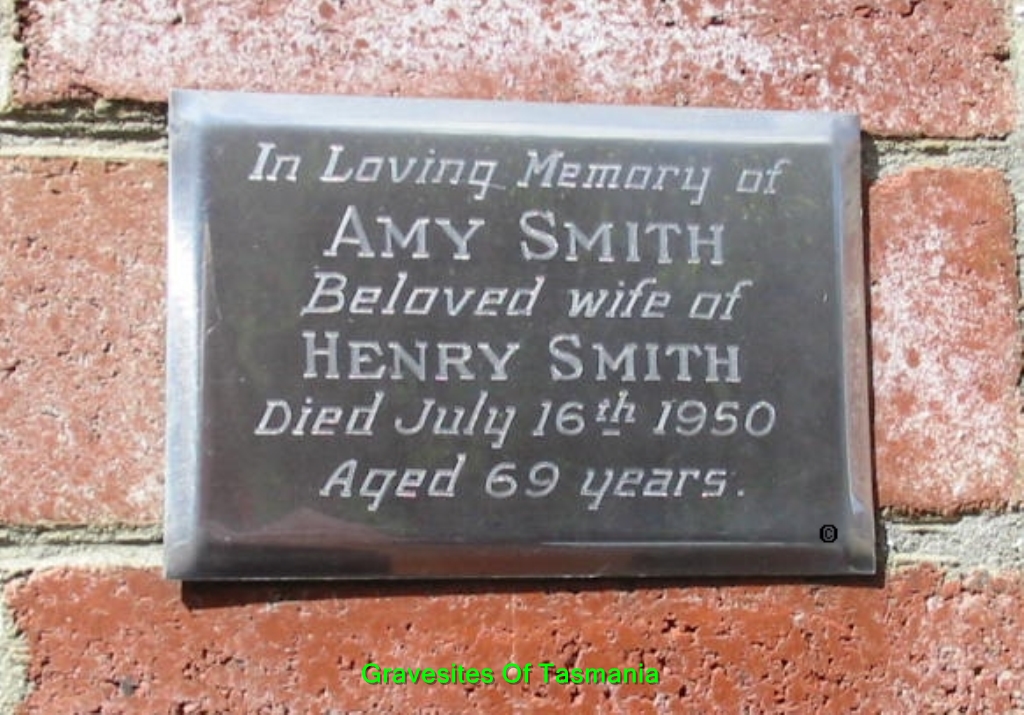 In Loving Memory of
AMY SMITH
Beloved wife of
HENRY SMITH
Died July 16th 1950
Aged 69 years.
©
Gravesites Of Tasmania